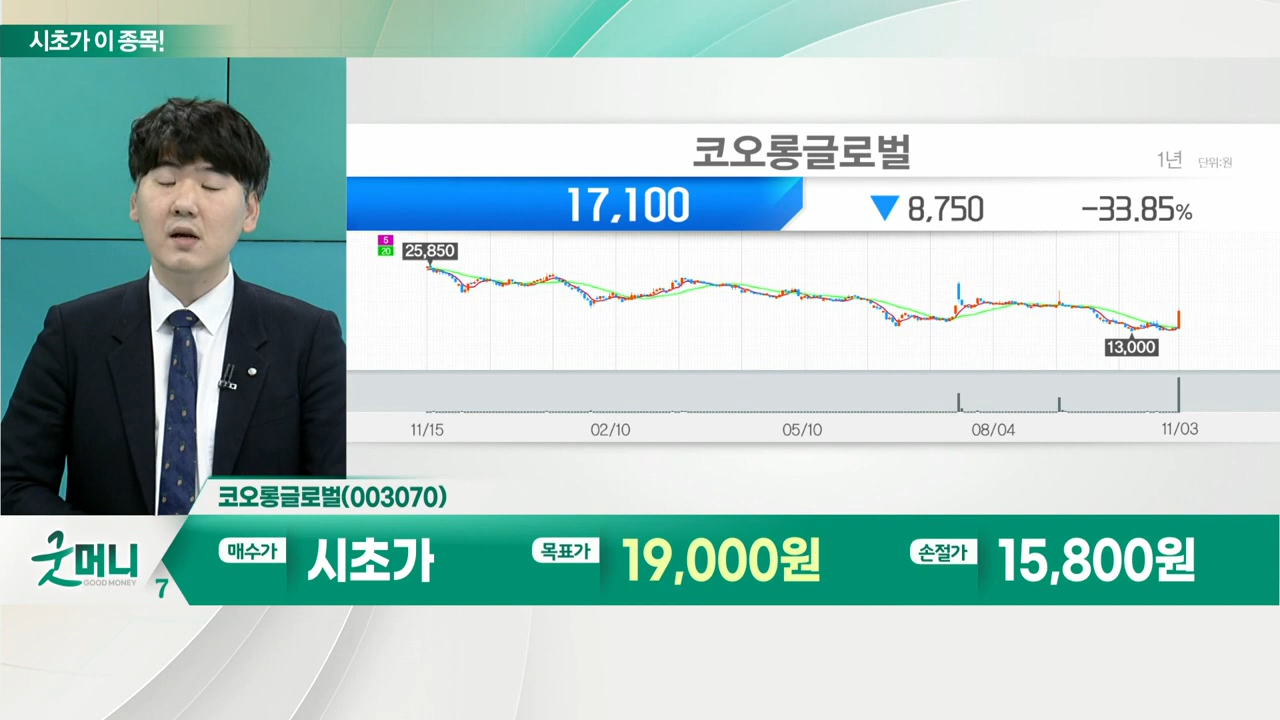 시초가 이 종목!
코오롱글로벌
1년 단위:원
17,100 ▼ 8,750 -33.85%
5
20
25,850
13,000
11/15 02/10 05/10 08/04 11/03
코오롱글로벌(003070)
굿머니
GOOD MONEY
7
매수가 시초가 목표가 19,000원 손절가 15,800원